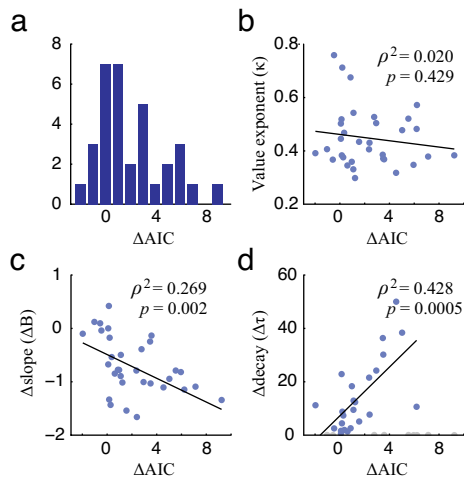 a
8
6
4
2
0
0
4
8
ΔAIC
b
0.8
0.6
0.4
0.2
Value exponent (κ)
ρ² = 0.020
p = 0.429
0
4
8
ΔAIC
c
1
0
−1
−2
Δslope (ΔB)
ρ² = 0.269
p = 0.002
0
4
8
ΔAIC
d
60
40
20
0
Δdecay (Δτ)
ρ² = 0.428
p = 0.0005
0
4
8
ΔAIC